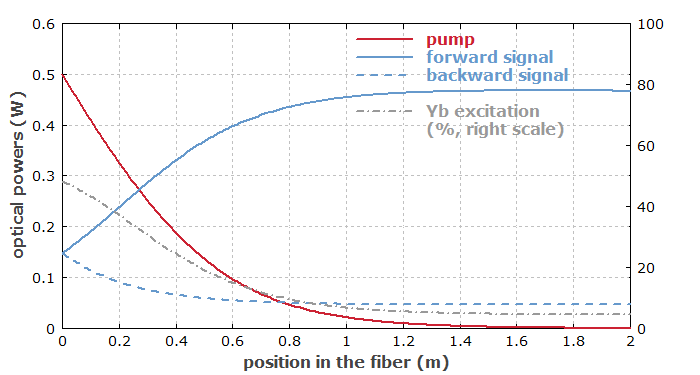 0.6
0.5
0.4
0.3
0.2
0.1
0
optical powers (W)
pump
forward signal
backward signal
Yb excitation
(%, right scale)
100
80
60
40
20
0
0 0.2 0.4 0.6 0.8 1 1.2 1.4 1.6 1.8 2
position in the fiber (m)